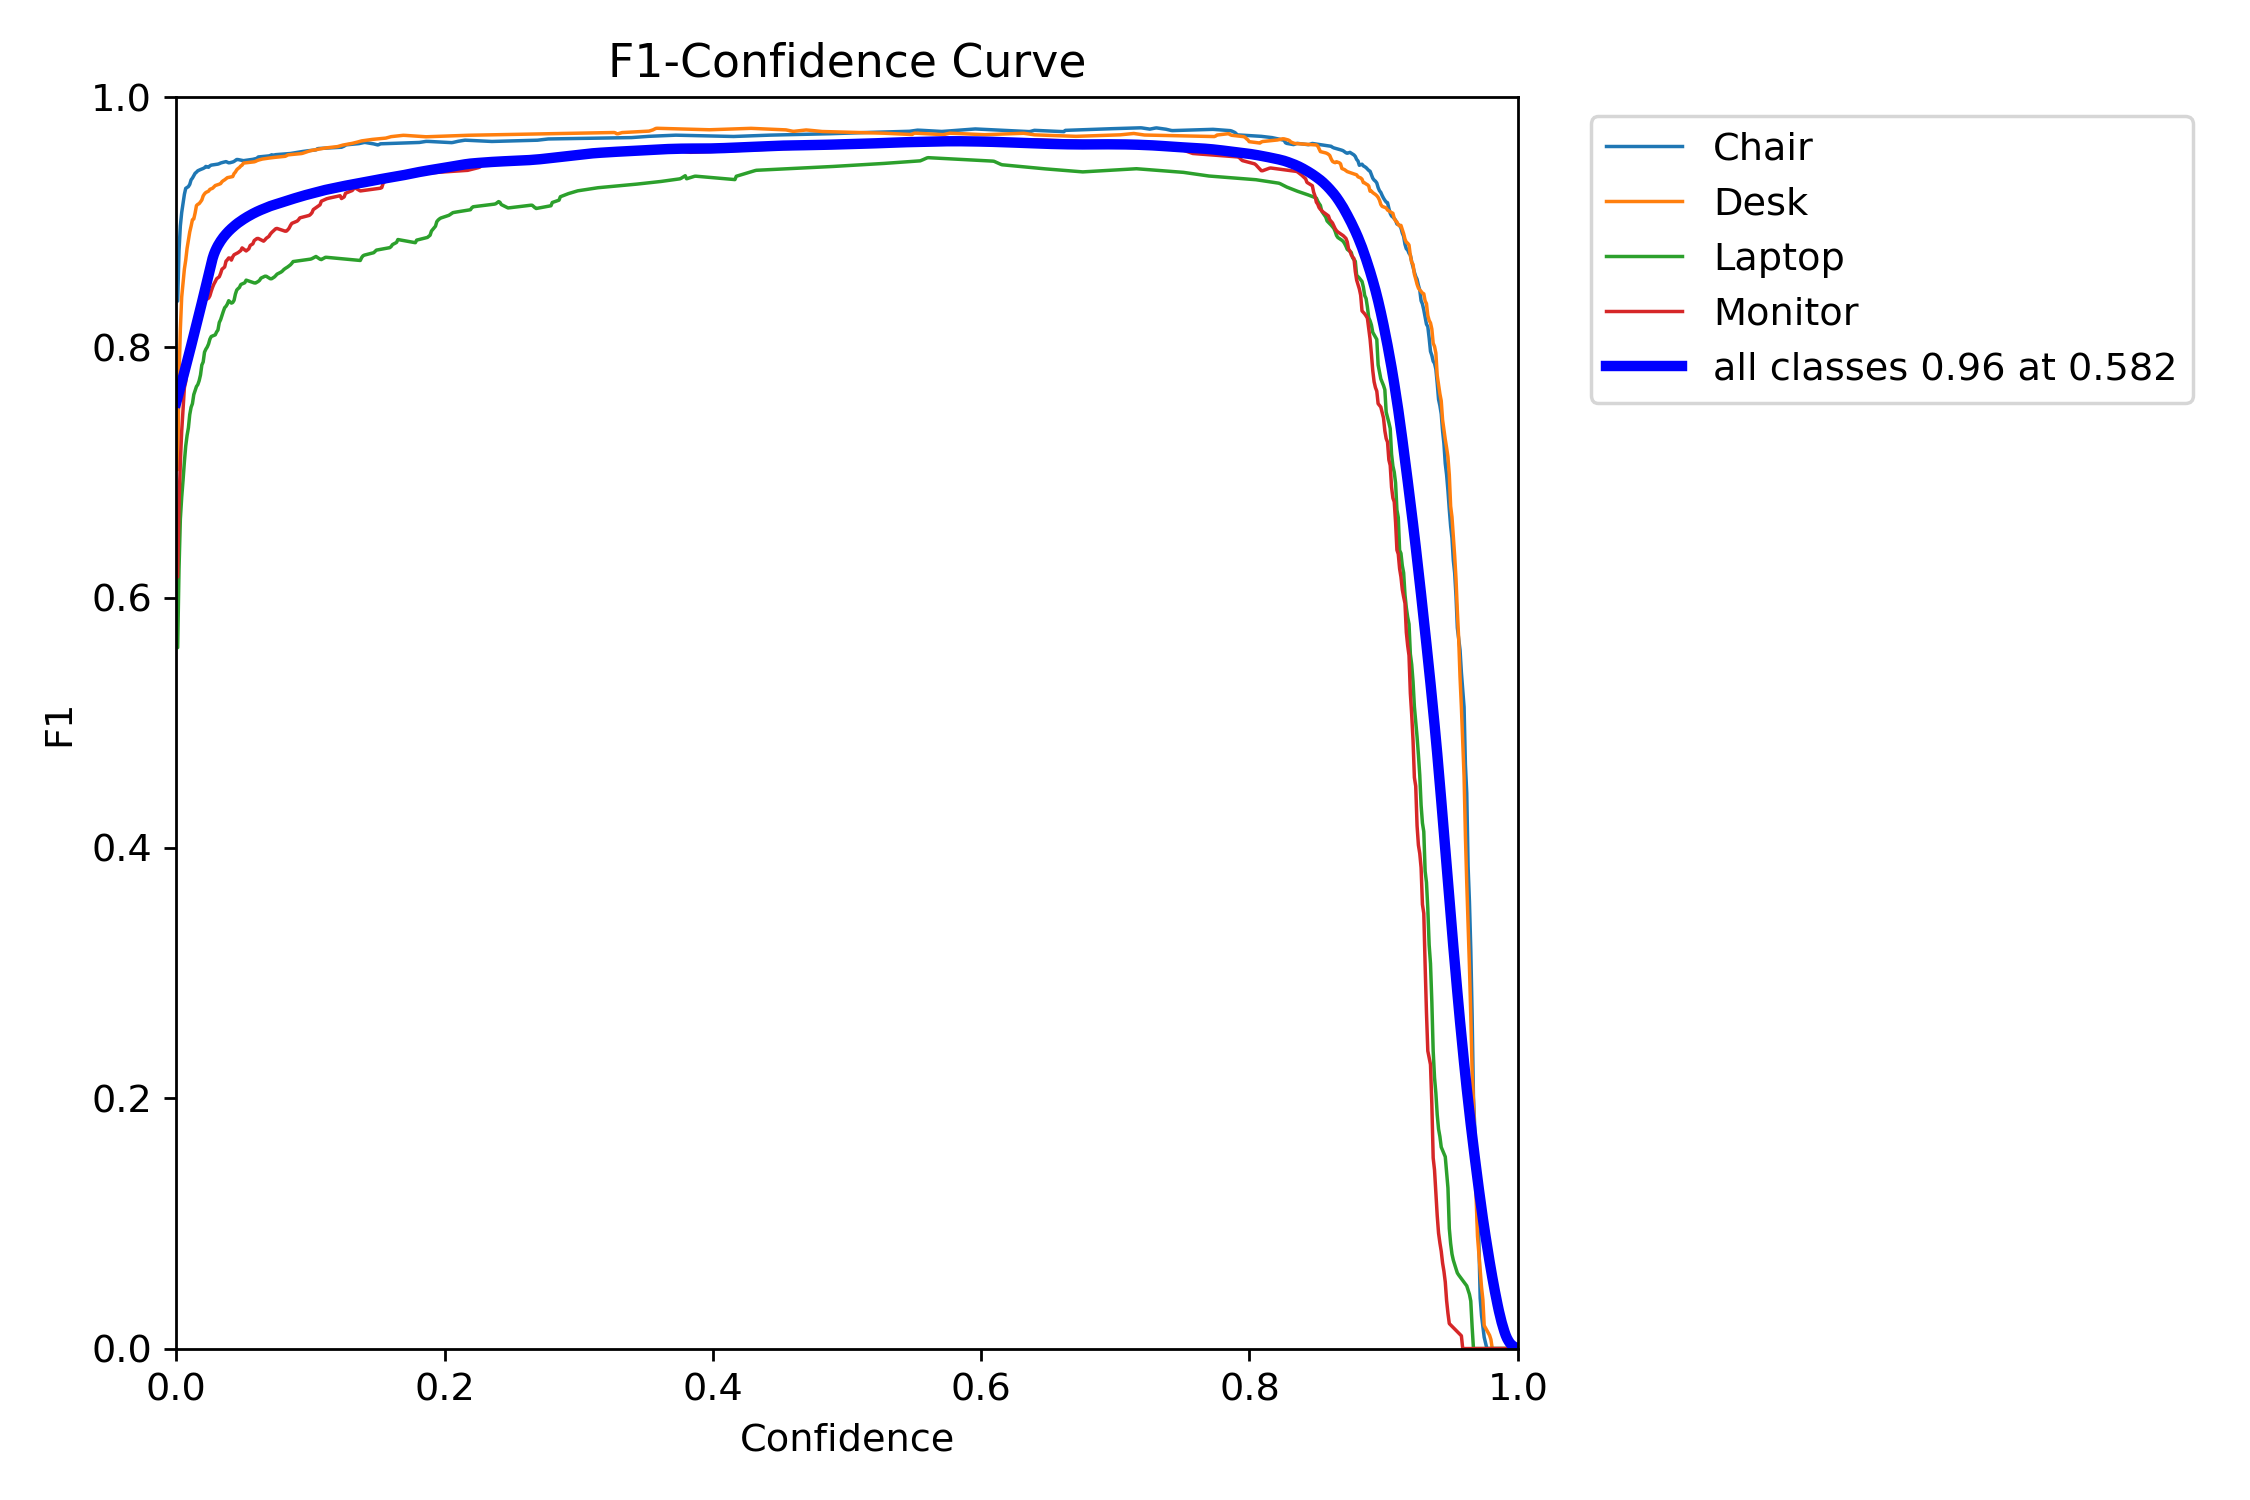 F1-Confidence Curve
1.0
0.8
0.6
0.4
0.2
0.0
F1
0.0 0.2 0.4 0.6 0.8 1.0
Confidence
Chair
Desk
Laptop
Monitor
all classes 0.96 at 0.582